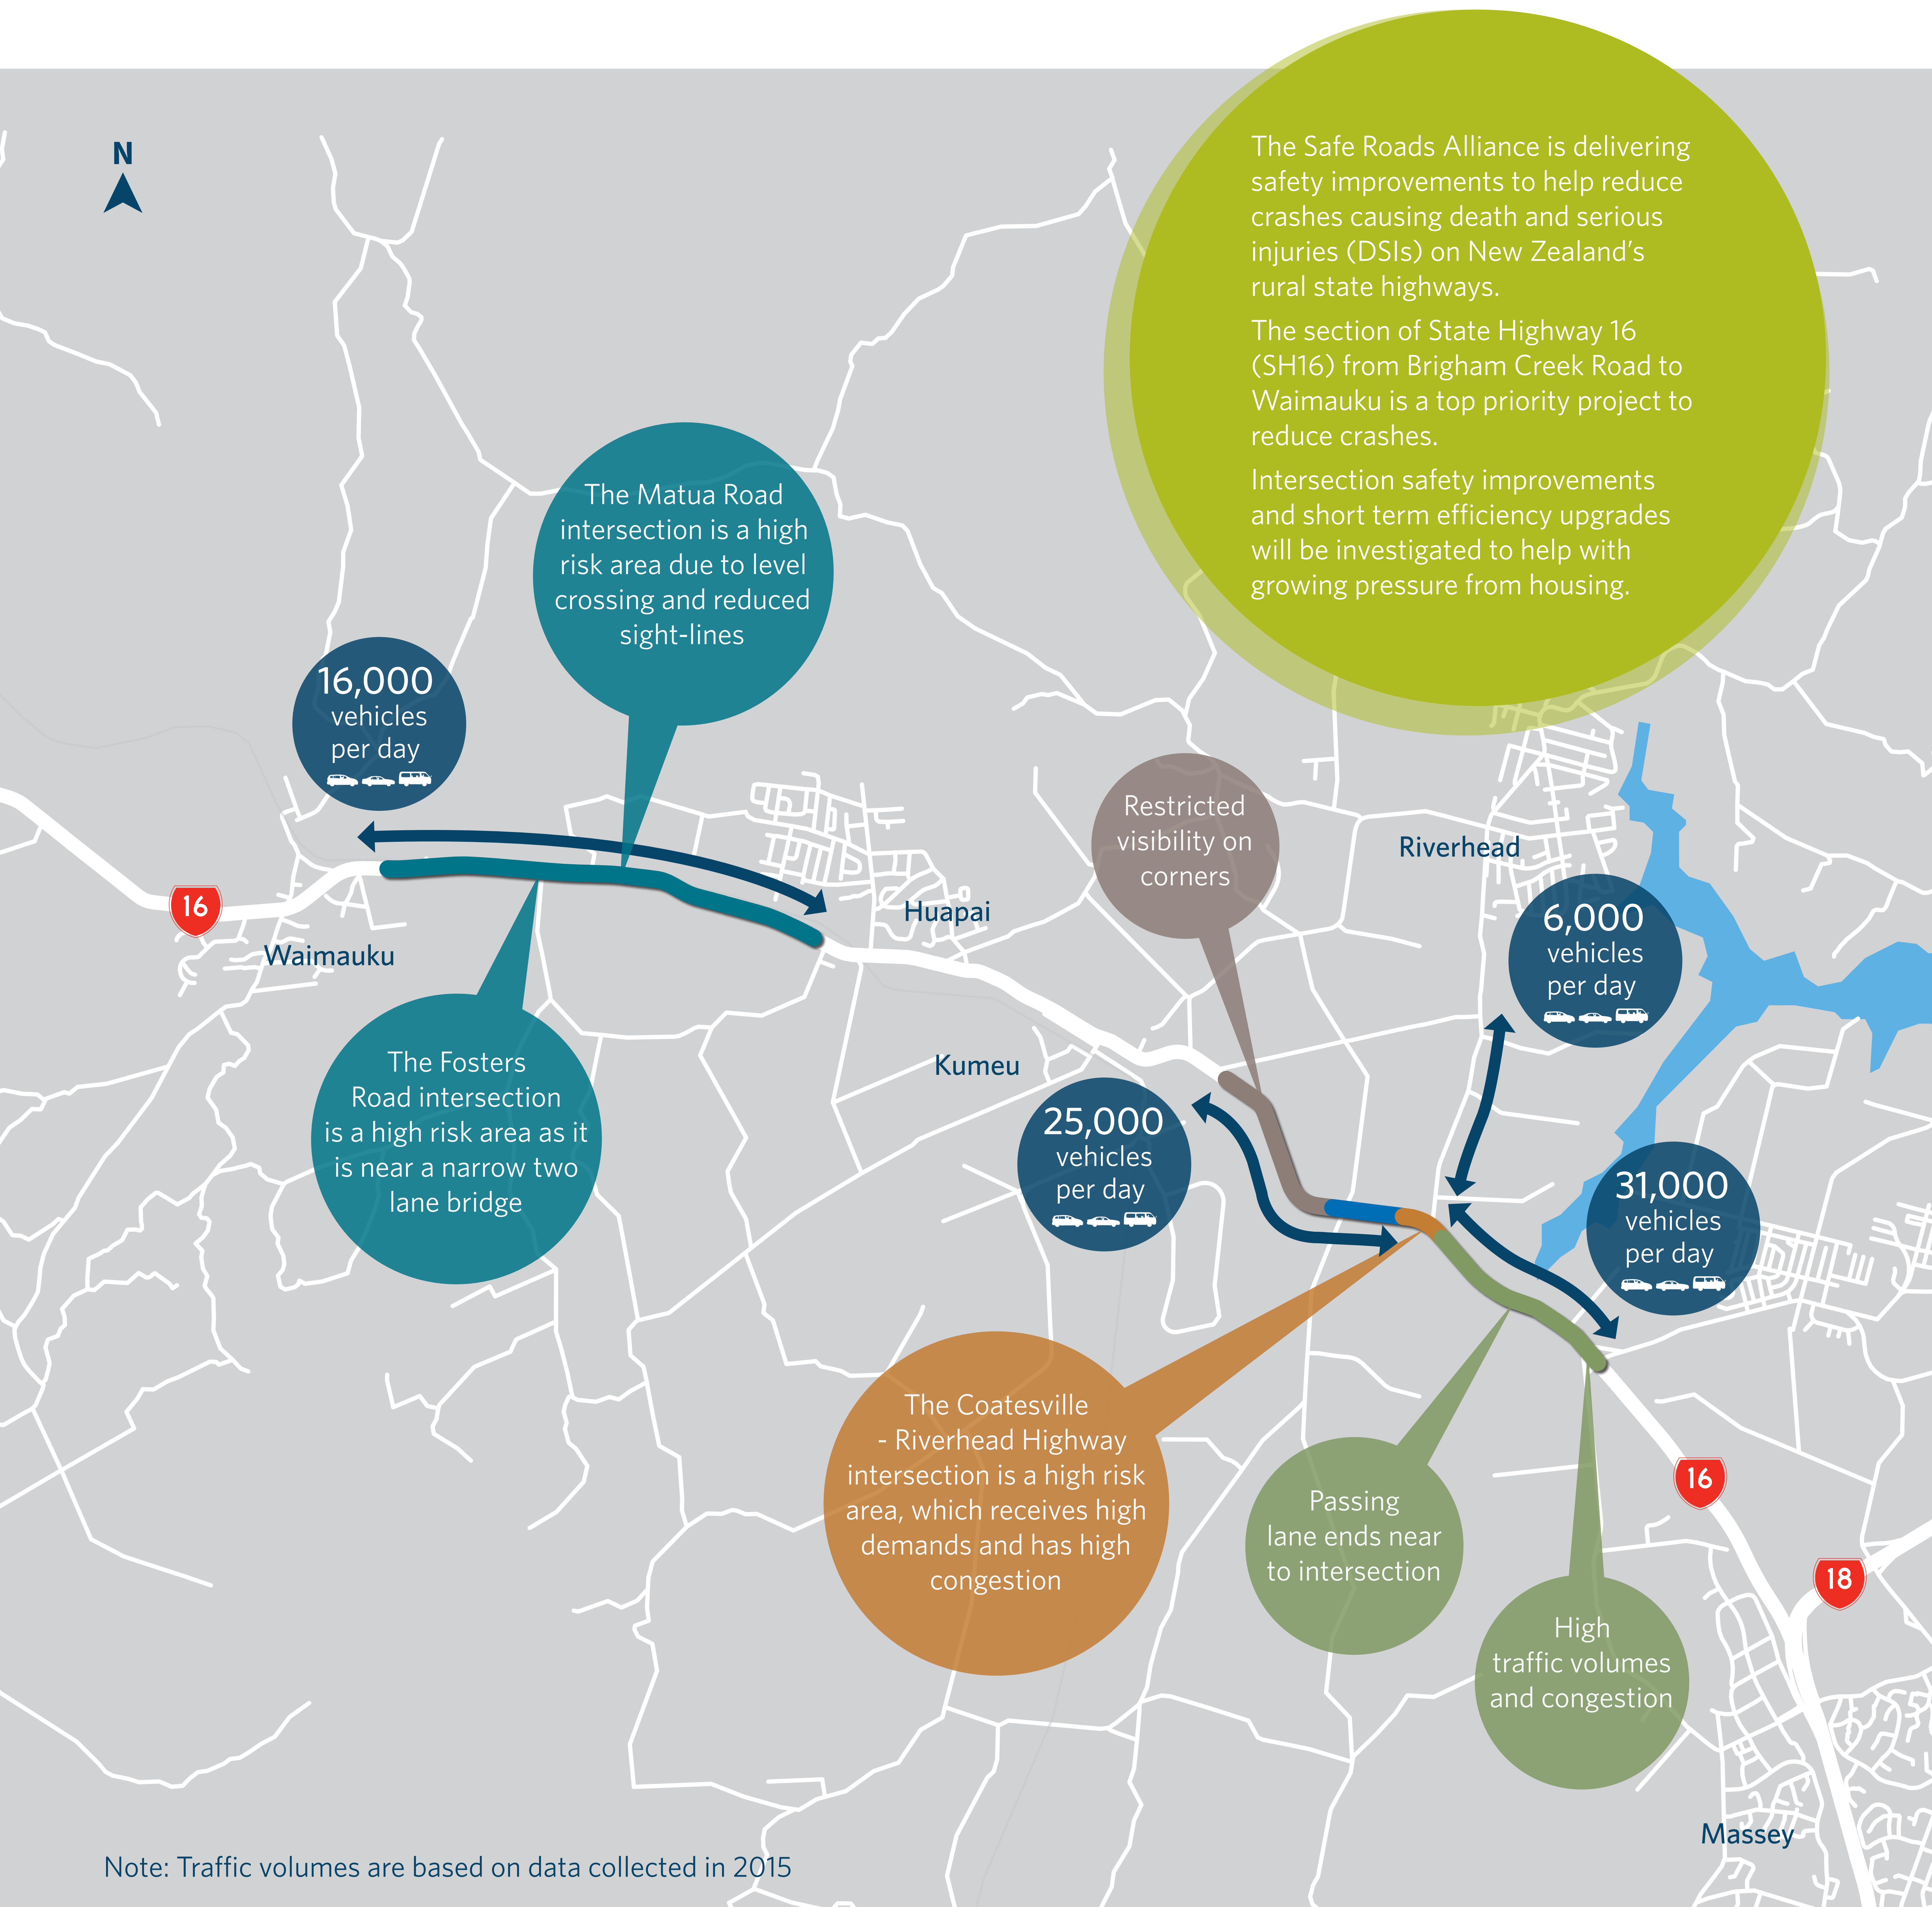 N
The Safe Roads Alliance is delivering
safety improvements to help reduce
crashes causing death and serious
injuries (DSIs) on New Zealand's
rural state highways.
The section of State Highway 16
(SH16) from Brigham Creek Road to
Waimauku is a top priority project to
reduce crashes.
Intersection safety improvements
and short term efficiency upgrades
will be investigated to help with
growing pressure from housing.
The Matua Road
intersection is a high
risk area due to level
crossing and reduced
sight-lines
16,000
vehicles
per day
Restricted
visibility on
corners
Riverhead
16
Huapai
Waimauku
6,000
vehicles
per day
The Fosters
Road intersection
is a high risk area as it
is near a narrow two
lane bridge
Kumeu
25,000
vehicles
per day
31,000
vehicles
per day
The Coatesville
- Riverhead Highway
intersection is a high risk
area, which receives high
demands and has high
congestion
Passing
lane ends near
to intersection
16
18
High
traffic volumes
and congestion
Massey
Note: Traffic volumes are based on data collected in 2015